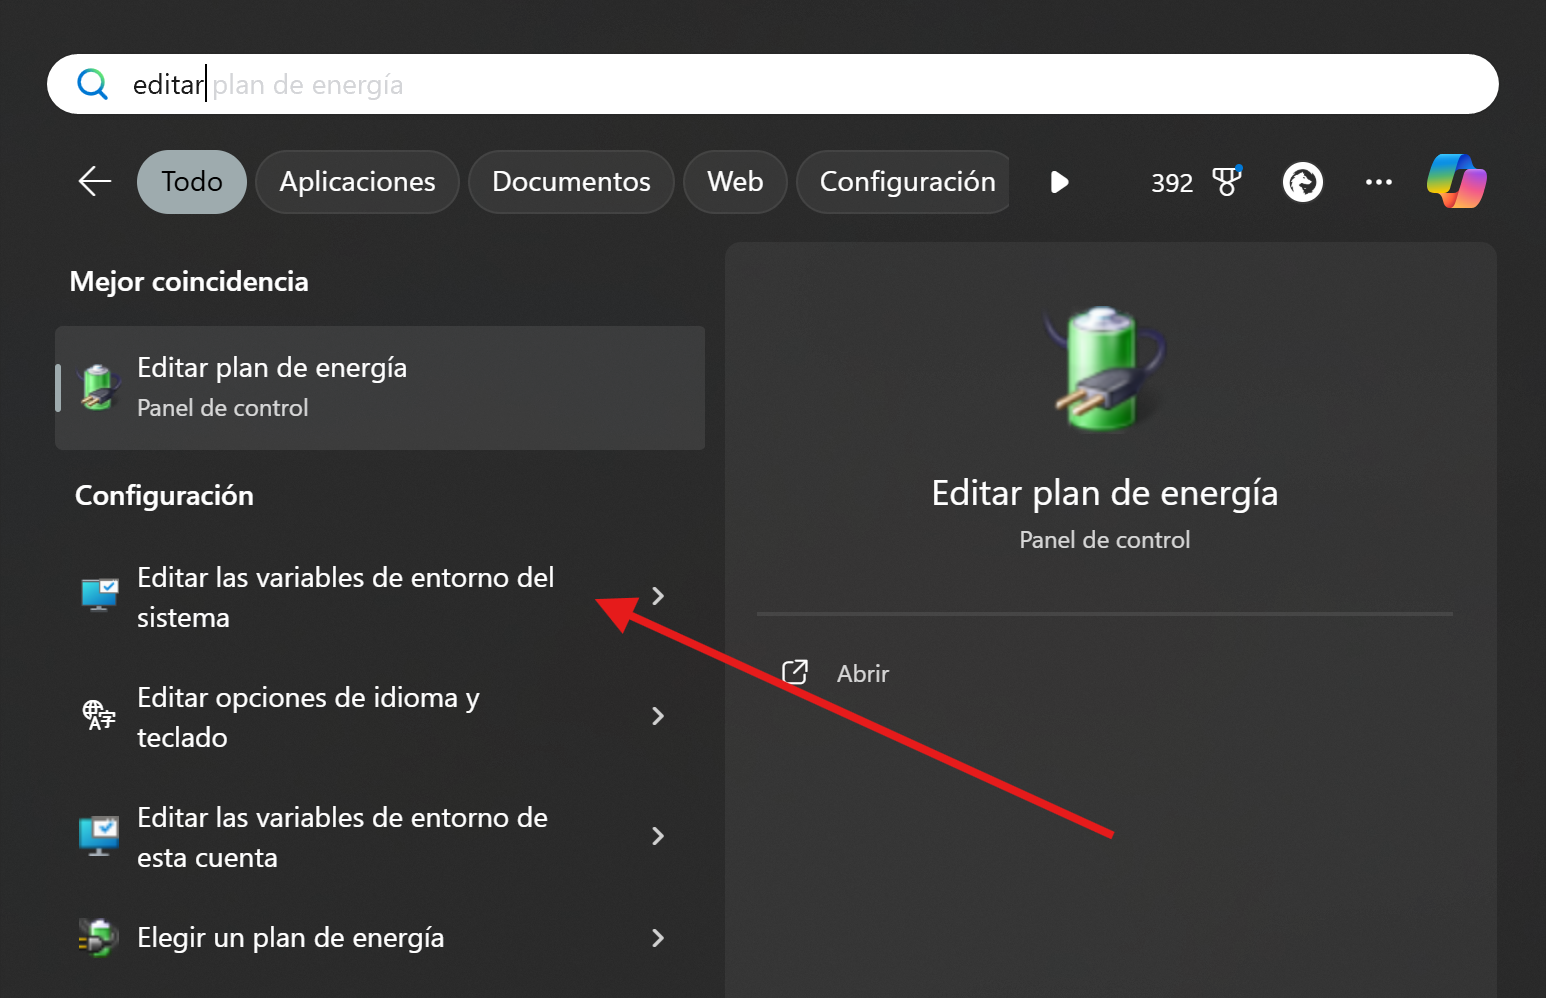 editar plan de energía
Todo
Aplicaciones
Documentos
Web
Configuración
392
Mejor coincidencia
Editar plan de energía
Panel de control
Configuración
Editar las variables de entorno del
sistema
Editar opciones de idioma y
teclado
Editar las variables de entorno de
esta cuenta
Elegir un plan de energía
Editar plan de energía
Panel de control
Abrir